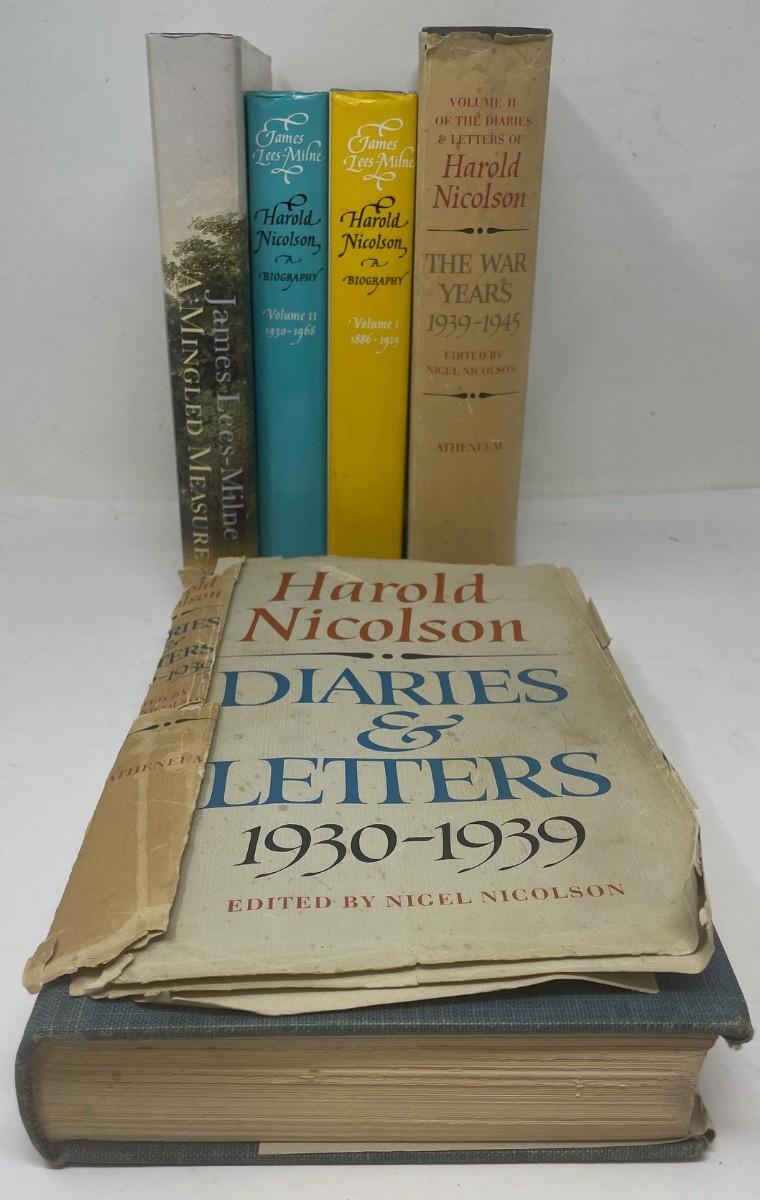 James Lees-Milne
A MINGLED MEASURE
James
Lees-Milne
Harold
Nicolson
A
BIOGRAPHY
Volume II
1930-1968
James
Lees-Milne
Harold
Nicolson
A
BIOGRAPHY
Volume I
1886-1929
VOLUME II
OF THE DIARIES
& LETTERS OF
Harold
Nicolson
THE WAR
YEARS
1939-1945
EDITED BY
NIGEL NICOLSON
ATHENEUM
ATHENEUM
Harold
Nicolson
DIARIES
&
LETTERS
1930-1939
EDITED BY NIGEL NICOLSON